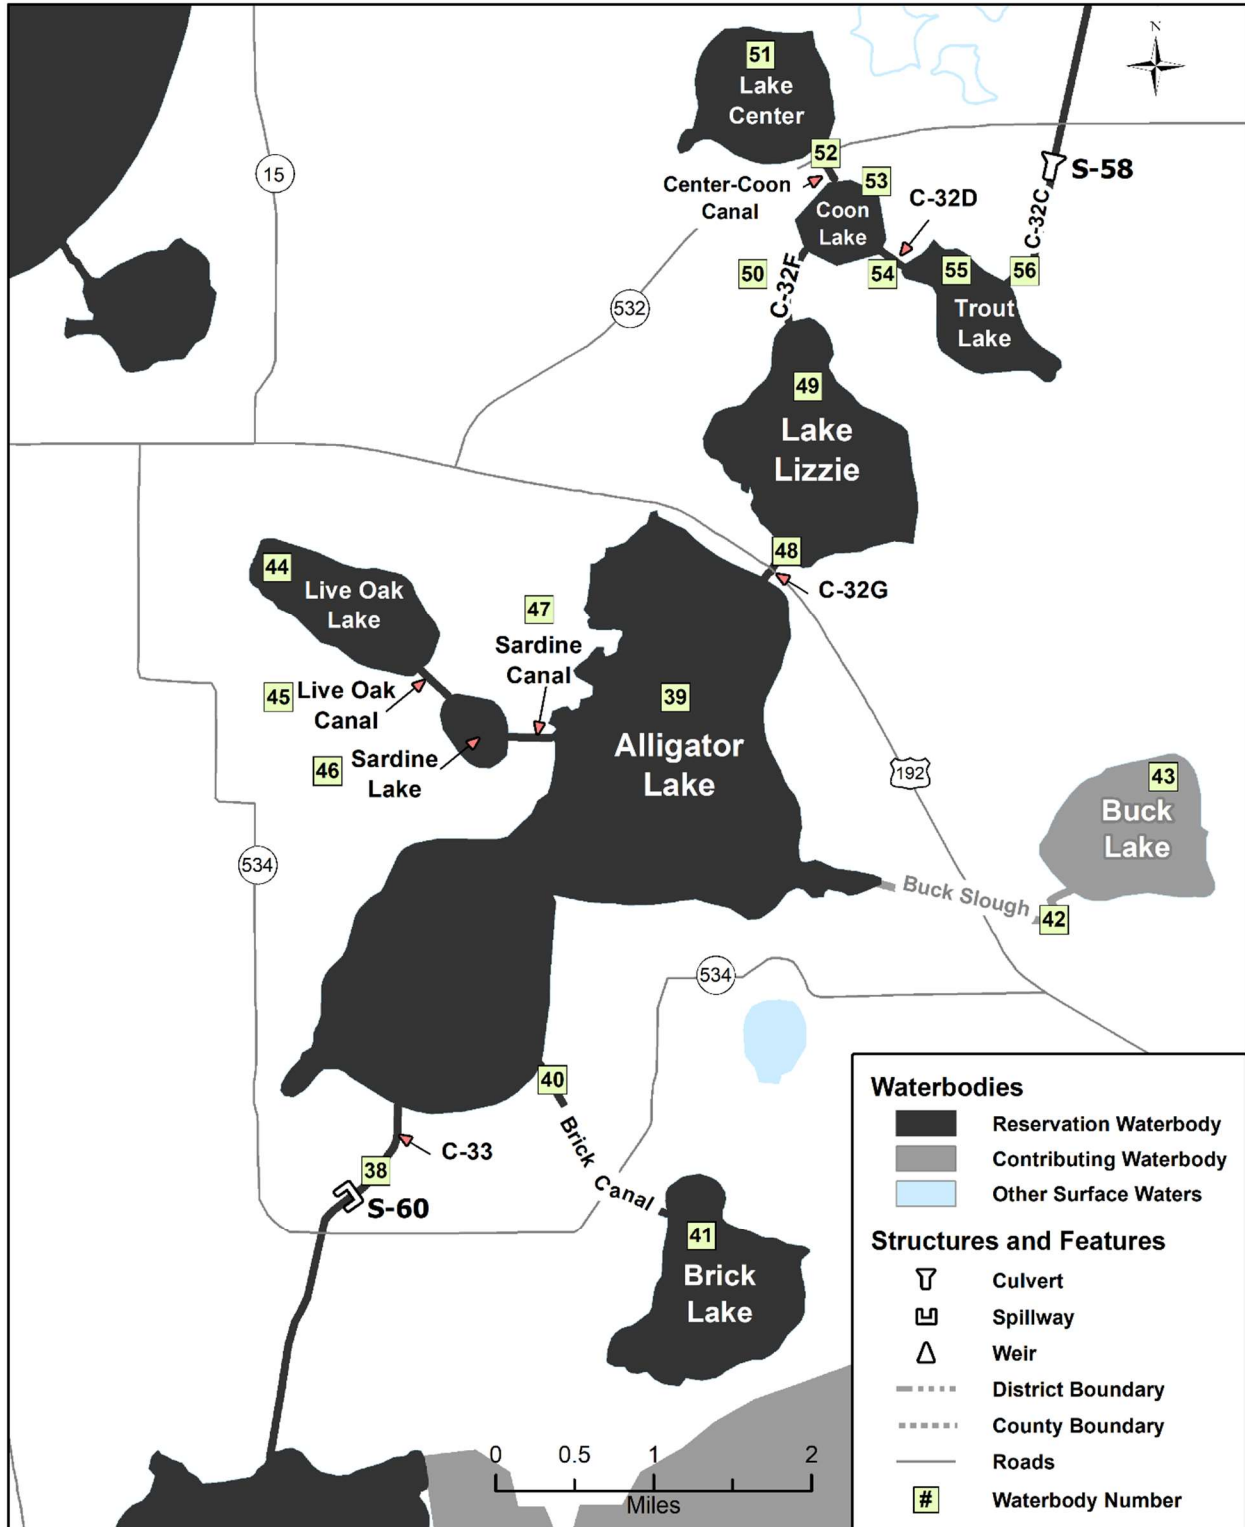 N
51
Lake
Center
52
Center-Coon
Canal
53
Coon
Lake
C-32D
S-58
C-32C
15
50
C-32F
54
55
56
Trout
Lake
532
49
Lake
Lizzie
48
C-32G
44
Live Oak
Lake
47
Sardine
Canal
45
Live Oak
Canal
46
Sardine
Lake
39
Alligator
Lake
192
43
Buck
Lake
534
Buck Slough
42
534
40
Brick Canal
C-33
38
S-60
41
Brick
Lake
Waterbodies
Reservation Waterbody
Contributing Waterbody
Other Surface Waters
Structures and Features
Culvert
Spillway
Weir
District Boundary
County Boundary
Roads
# Waterbody Number
0 0.5 1 2
Miles